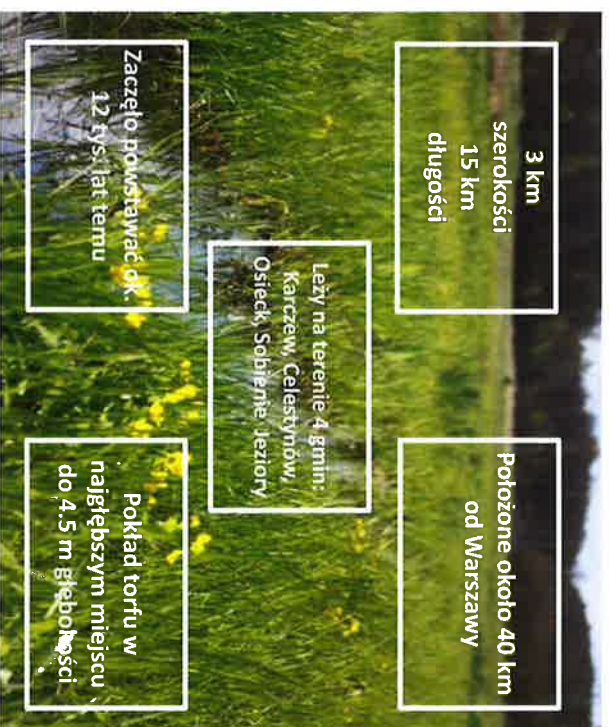 3 km
szerokości
15 km
długości
Położone około 40 km
od Warszawy
Leży na terenie 4 gmin:
Karczew, Celestynów,
Osieck, Sobienie Jeziory
Zaczęło powstawać ok.
12 tys. lat temu
Pokład torfu w
najgłębszym miejscu
do 4.5 m głębokości